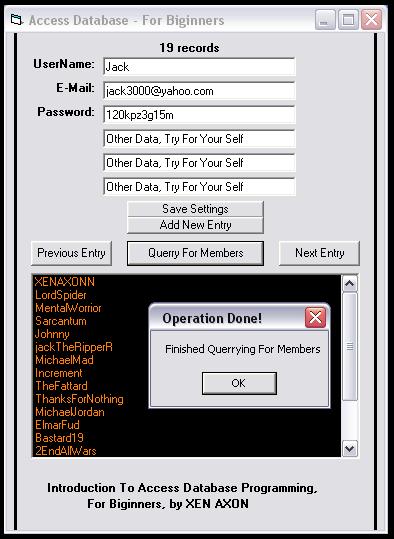 Access Database - For Biginners
19 records
UserName:
Jack
E-Mail:
jack3000@yahoo.com
Password:
120kpz3g15m
Other Data, Try For Your Self
Other Data, Try For Your Self
Other Data, Try For Your Self
Save Settings
Add New Entry
Previous Entry
Querry For Members
Next Entry
XENAXONN
LordSpider
MentalWorrior
Sarcantum
Johnny
jackTheRipperR
MichaelMad
Increment
TheFattard
ThanksForNothing
MichaelJordan
ElmarFud
Bastard19
2EndAllWars
Operation Done!
Finished Querrying For Members
OK
Introduction To Access Database Programming,
For Biginners, by XEN AXON